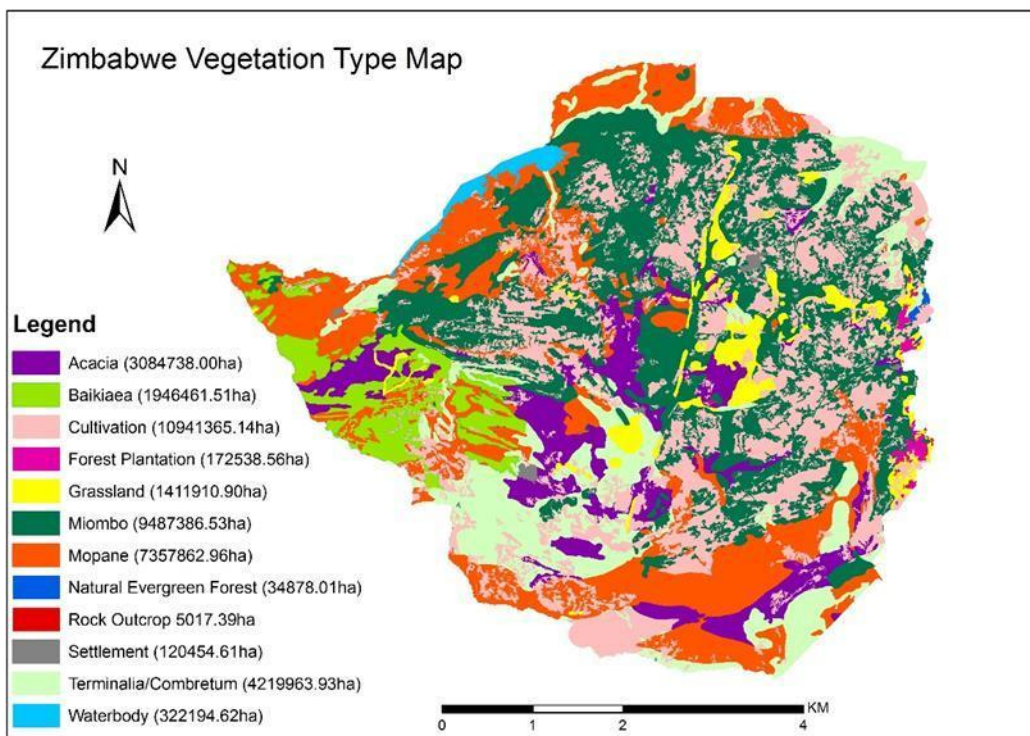 Zimbabwe Vegetation Type Map
N
Legend
Acacia (3084738.00ha)
Baikiaea (1946461.51ha)
Cultivation (10941365.14ha)
Forest Plantation (172538.56ha)
Grassland (1411910.90ha)
Miombo (9487386.53ha)
Mopane (7357862.96ha)
Natural Evergreen Forest (34878.01ha)
Rock Outcrop 5017.39ha
Settlement (120454.61ha)
Terminalia/Combretum (4219963.93ha)
Waterbody (322194.62ha)
KM
0 1 2 4